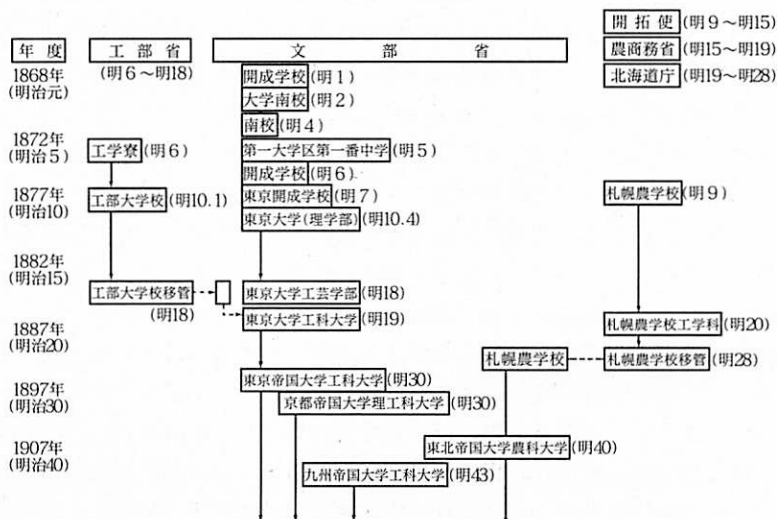 開拓使(明9～明15)
農商務省(明15～明19)
北海道庁(明19～明28)
年度 工部省 文部省
(明6～明18)
1868年
(明治元)
開成学校(明1)
大学南校(明2)
南校(明4)
1872年
(明治5)
工学寮(明6)
第一大学区第一番中学(明5)
開成学校(明6)
1877年
(明治10)
工部大学校(明10.1)
東京開成学校(明7)
東京大学(理学部)(明10.4)
札幌農学校(明9)
1882年
(明治15)
工部大学校移管
(明18)
東京大学工芸学部(明18)
東京大学工科大学(明19)
札幌農学校工学科(明20)
1887年
(明治20)
札幌農学校
札幌農学校移管(明28)
1897年
(明治30)
東京帝国大学工科大学(明30)
京都帝国大学理工科大学(明30)
1907年
(明治40)
東北帝国大学農科大学(明40)
九州帝国大学工科大学(明43)